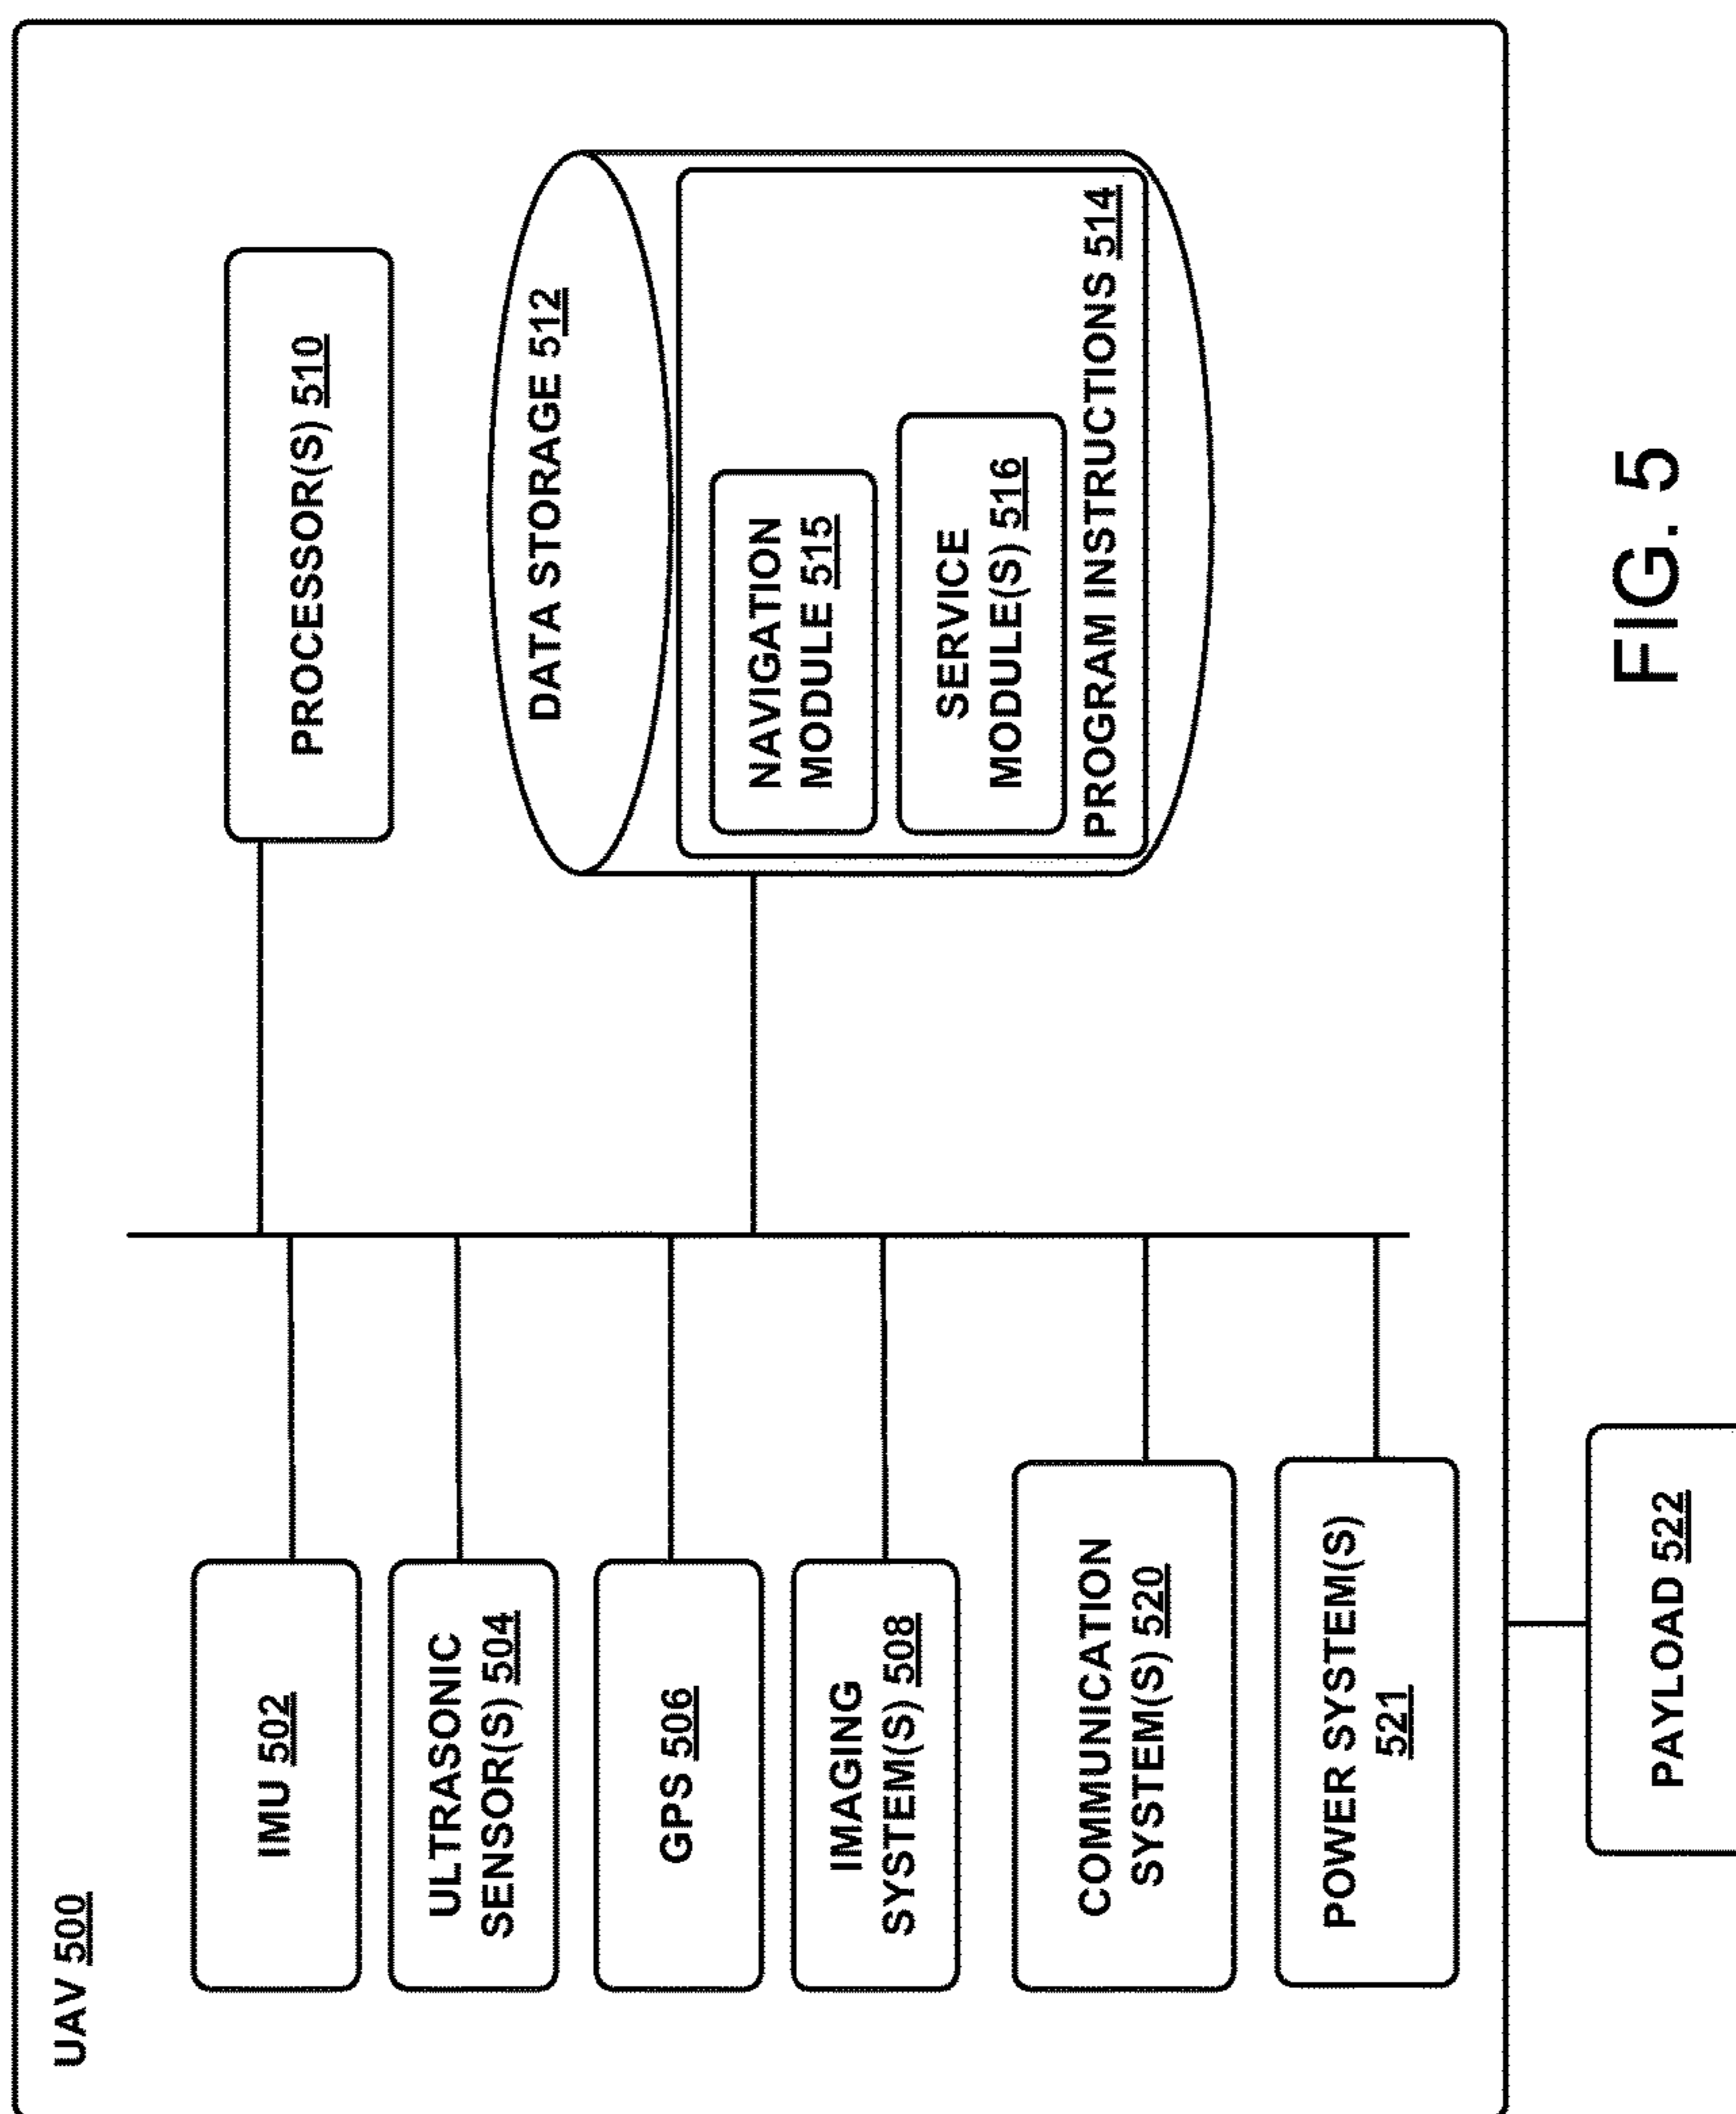 UAV 500
IMU 502
ULTRASONIC
SENSOR(S) 504
GPS 506
IMAGING
SYSTEM(S) 508
COMMUNICATION
SYSTEM(S) 520
POWER SYSTEM(S)
521
PROCESSOR(S) 510
DATA STORAGE 512
NAVIGATION
MODULE 515
SERVICE
MODULE(S) 516
PROGRAM INSTRUCTIONS 514
PAYLOAD 522
FIG. 5